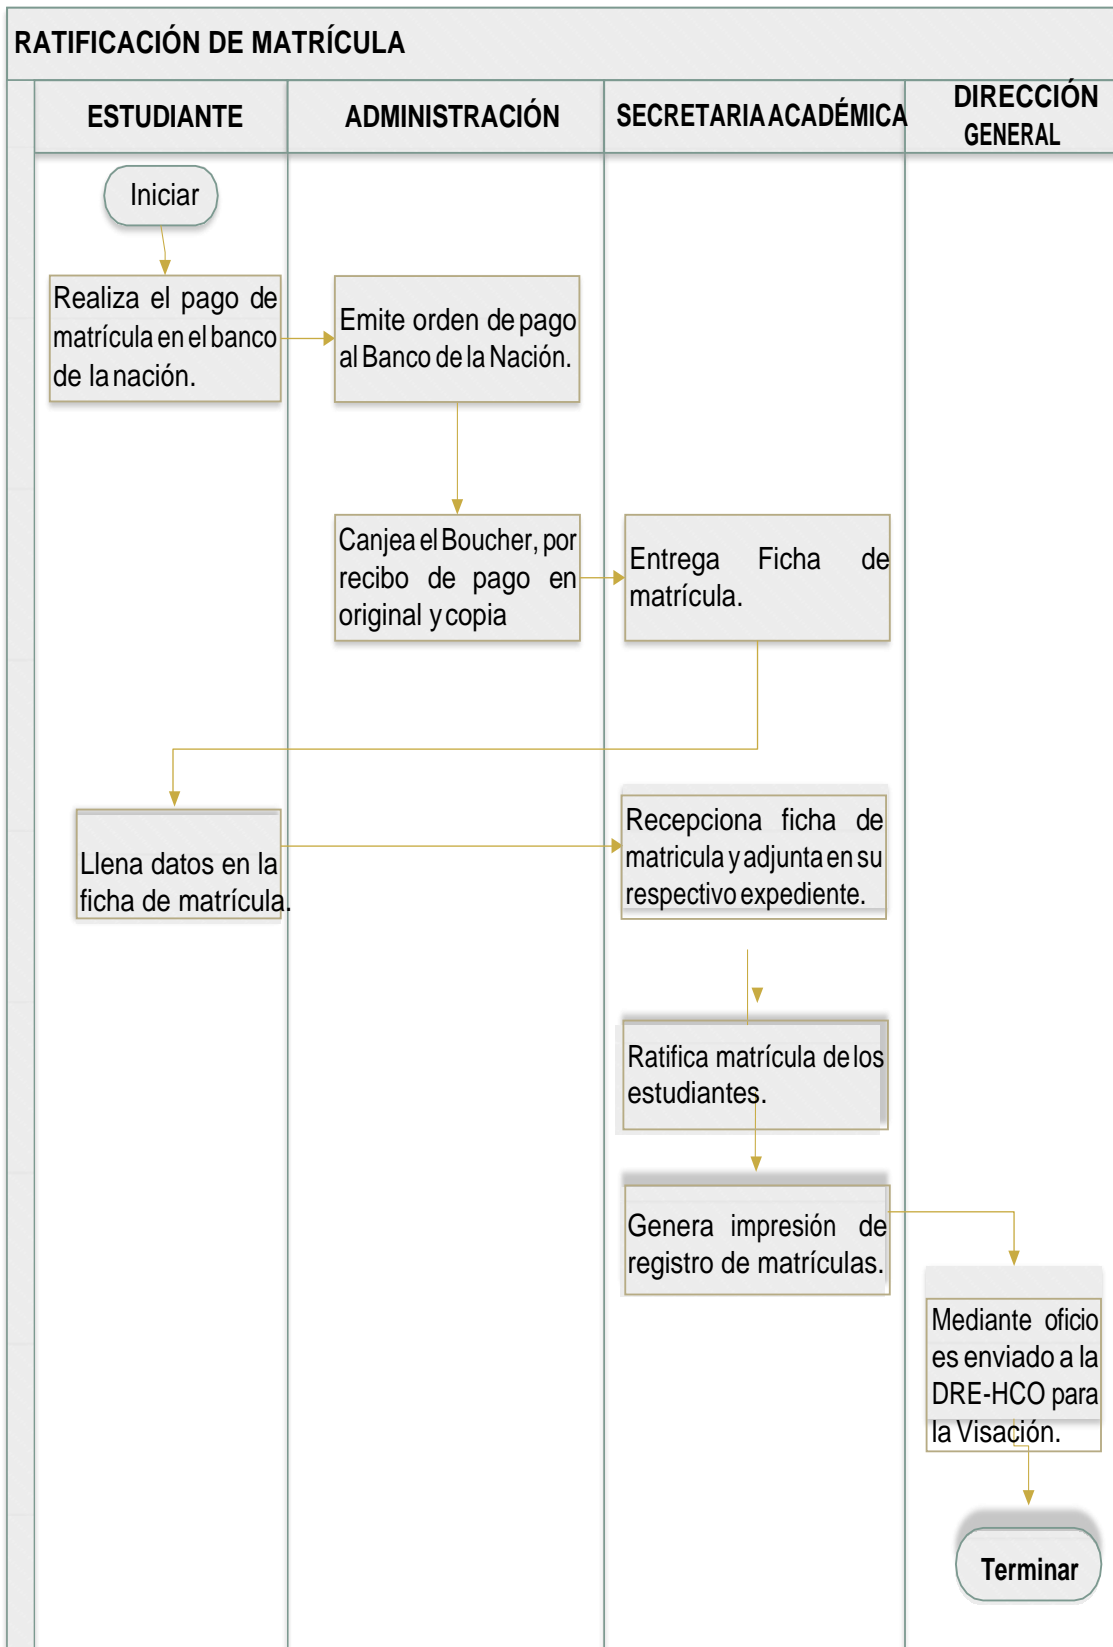 RATIFICACIÓN DE MATRÍCULA
ESTUDIANTE
ADMINISTRACIÓN
SECRETARIA ACADÉMICA
DIRECCIÓN
GENERAL
Iniciar
Realiza el pago de
matrícula en el banco
de la nación.
Emite orden de pago
al Banco de la Nación.
Canjea el Boucher, por
recibo de pago en
original y copia
Entrega Ficha de
matrícula.
Llena datos en la
ficha de matrícula.
Recepciona ficha de
matricula y adjunta en su
respectivo expediente.
Ratifica matrícula de los
estudiantes.
Genera impresión de
registro de matrículas.
Mediante oficio
es enviado a la
DRE-HCO para
la Visación.
Terminar